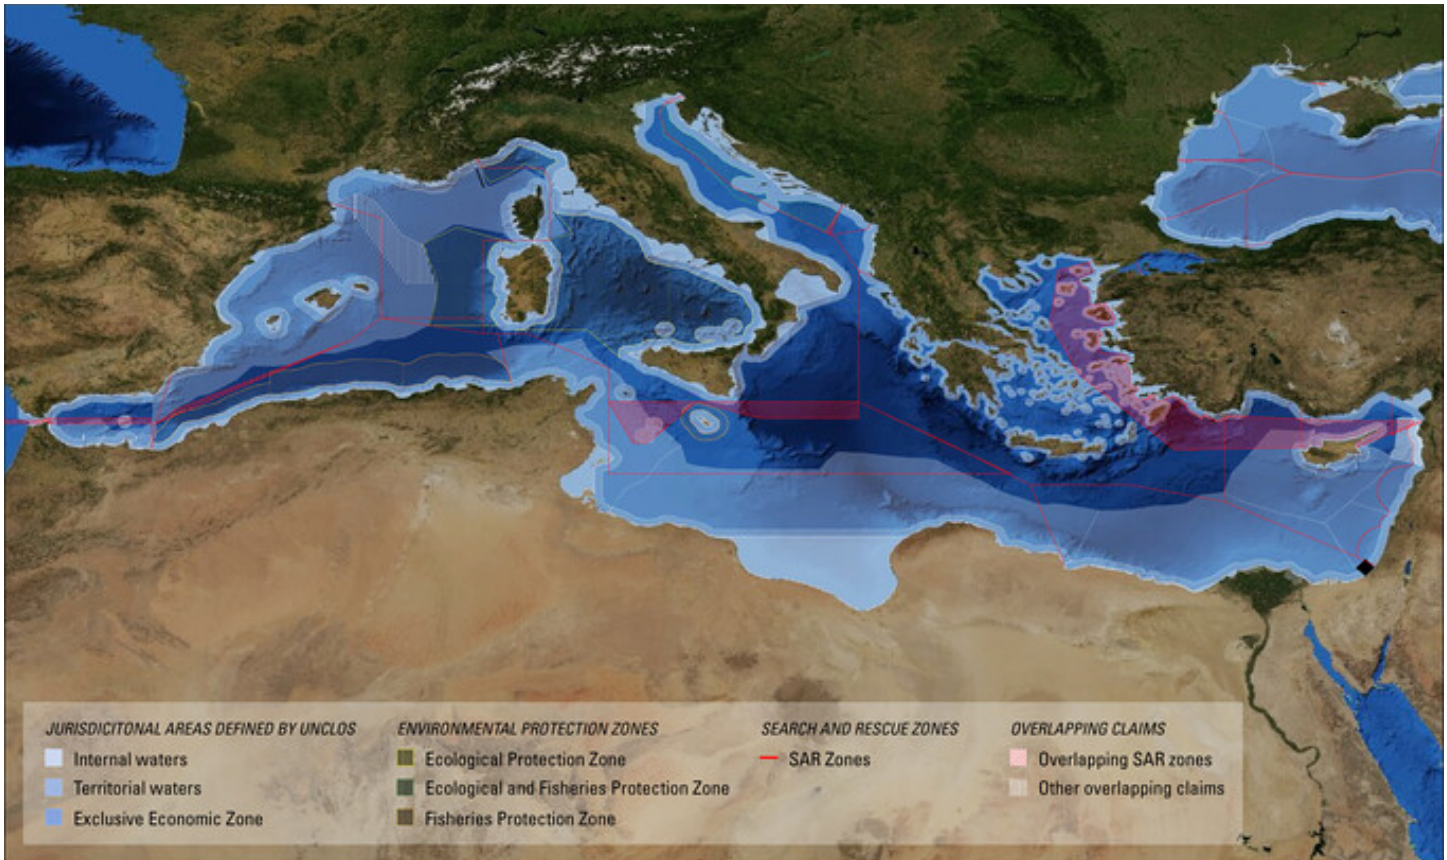 JURISDICITONAL AREAS DEFINED BY UNCLOS
Internal waters
Territorial waters
Exclusive Economic Zone
ENVIRONMENTAL PROTECTION ZONES
Ecological Protection Zone
Ecological and Fisheries Protection Zone
Fisheries Protection Zone
SEARCH AND RESCUE ZONES
SAR Zones
OVERLAPPING CLAIMS
Overlapping SAR zones
Other overlapping claims